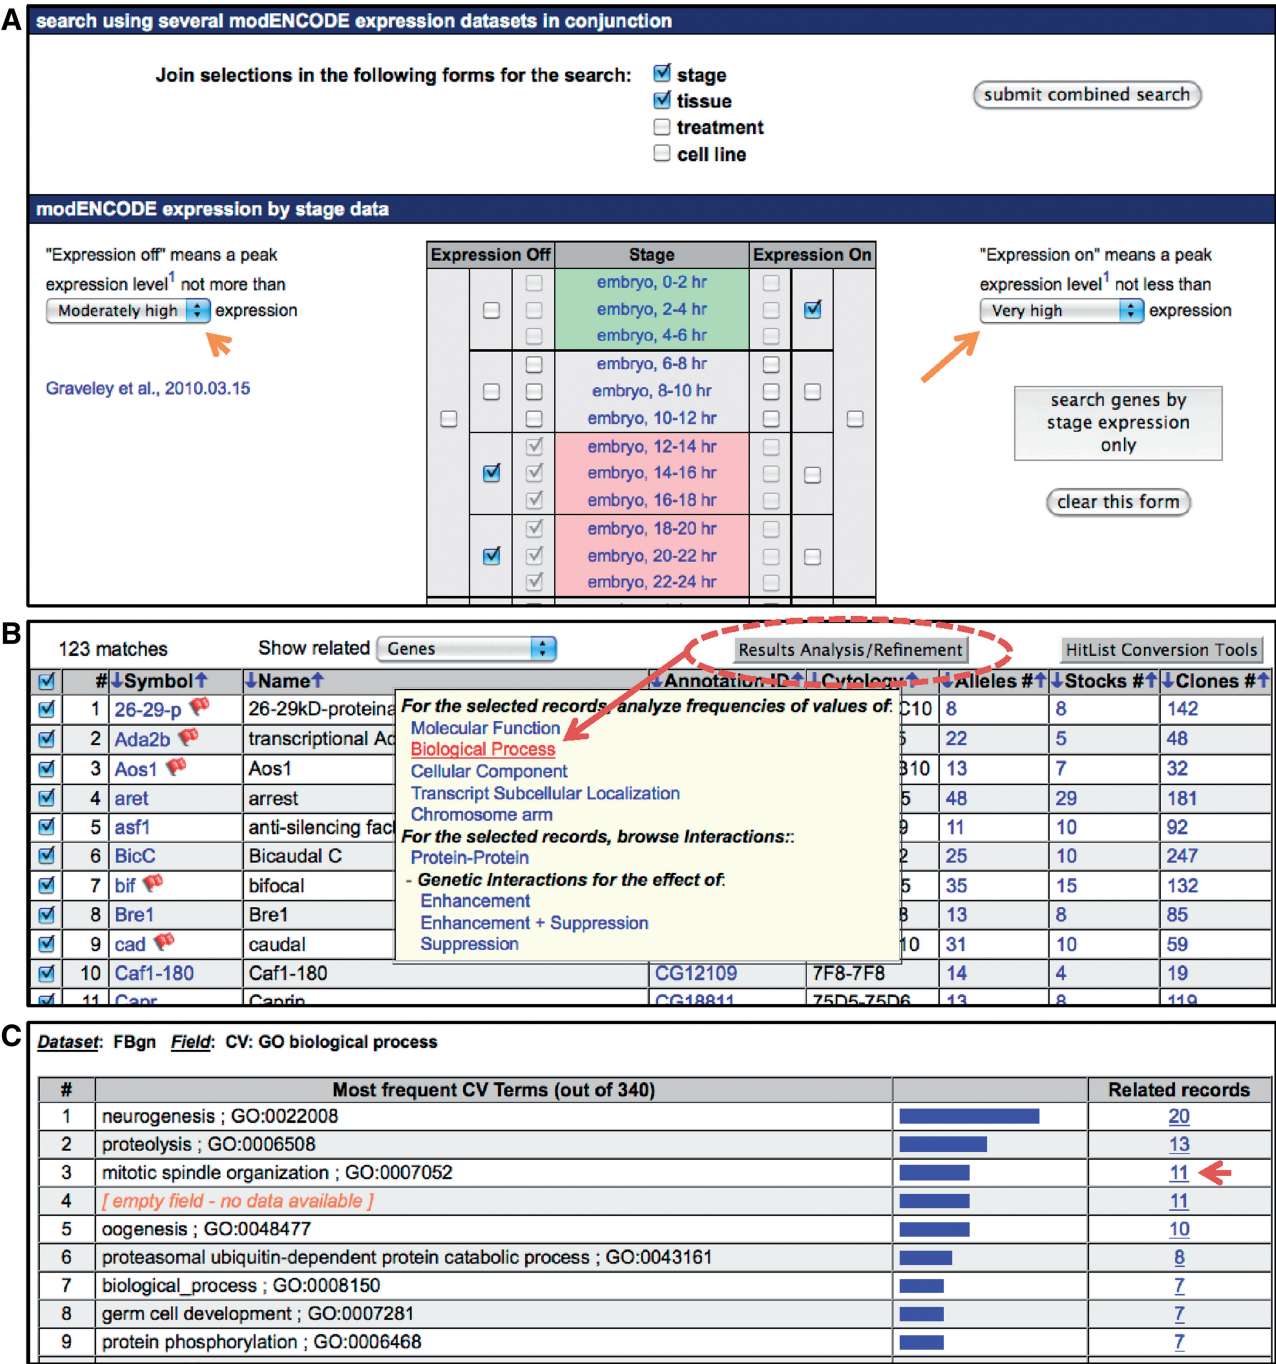 A
search using several modENCODE expression datasets in conjunction
Join selections in the following forms for the search:
stage
tissue
treatment
cell line
submit combined search
modENCODE expression by stage data
"Expression off" means a peak
expression level1 not more than
Moderately high expression
Graveley et al., 2010.03.15
Expression Off Stage Expression On
embryo, 0-2 hr
embryo, 2-4 hr
embryo, 4-6 hr
embryo, 6-8 hr
embryo, 8-10 hr
embryo, 10-12 hr
embryo, 12-14 hr
embryo, 14-16 hr
embryo, 16-18 hr
embryo, 18-20 hr
embryo, 20-22 hr
embryo, 22-24 hr
"Expression on" means a peak
expression level1 not less than
Very high expression
search genes by
stage expression
only
clear this form
B
123 matches Show related Genes Results Analysis/Refinement HitList Conversion Tools
# Symbol Name Annotation ID Cytology Alleles # Stocks # Clones #
1 26-29-p 26-29kD-proteina C10 8 8 142
2 Ada2b transcriptional Ad 22 5 48
3 Aos1 Aos1 B10 13 7 32
4 aret arrest 5 48 29 181
5 asf1 anti-silencing fac 9 11 10 92
6 BicC Bicaudal C 2 25 10 247
7 bif bifocal 5 35 15 132
8 Bre1 Bre1 13 8 85
9 cad caudal 10 31 10 59
10 Caf1-180 Caf1-180 CG12109 7F8-7F8 14 4 19
11 Capr Caprin CG18811 75D5-75D6 13 8 119
For the selected records, analyze frequencies of values of:
Molecular Function
Biological Process
Cellular Component
Transcript Subcellular Localization
Chromosome arm
For the selected records, browse Interactions::
Protein-Protein
- Genetic Interactions for the effect of:
Enhancement
Enhancement + Suppression
Suppression
C
Dataset: FBgn Field: CV: GO biological process
# Most frequent CV Terms (out of 340) Related records
1 neurogenesis ; GO:0022008 20
2 proteolysis ; GO:0006508 13
3 mitotic spindle organization ; GO:0007052 11
4 [ empty field - no data available ] 11
5 oogenesis ; GO:0048477 10
6 proteasomal ubiquitin-dependent protein catabolic process ; GO:0043161 8
7 biological_process ; GO:0008150 7
8 germ cell development ; GO:0007281 7
9 protein phosphorylation ; GO:0006468 7